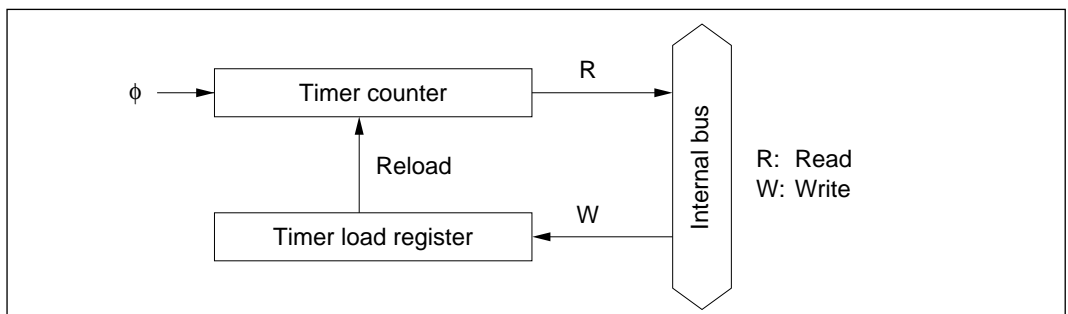 R
ϕ
Timer counter
Reload
Internal bus
R: Read
W: Write
W
Timer load register